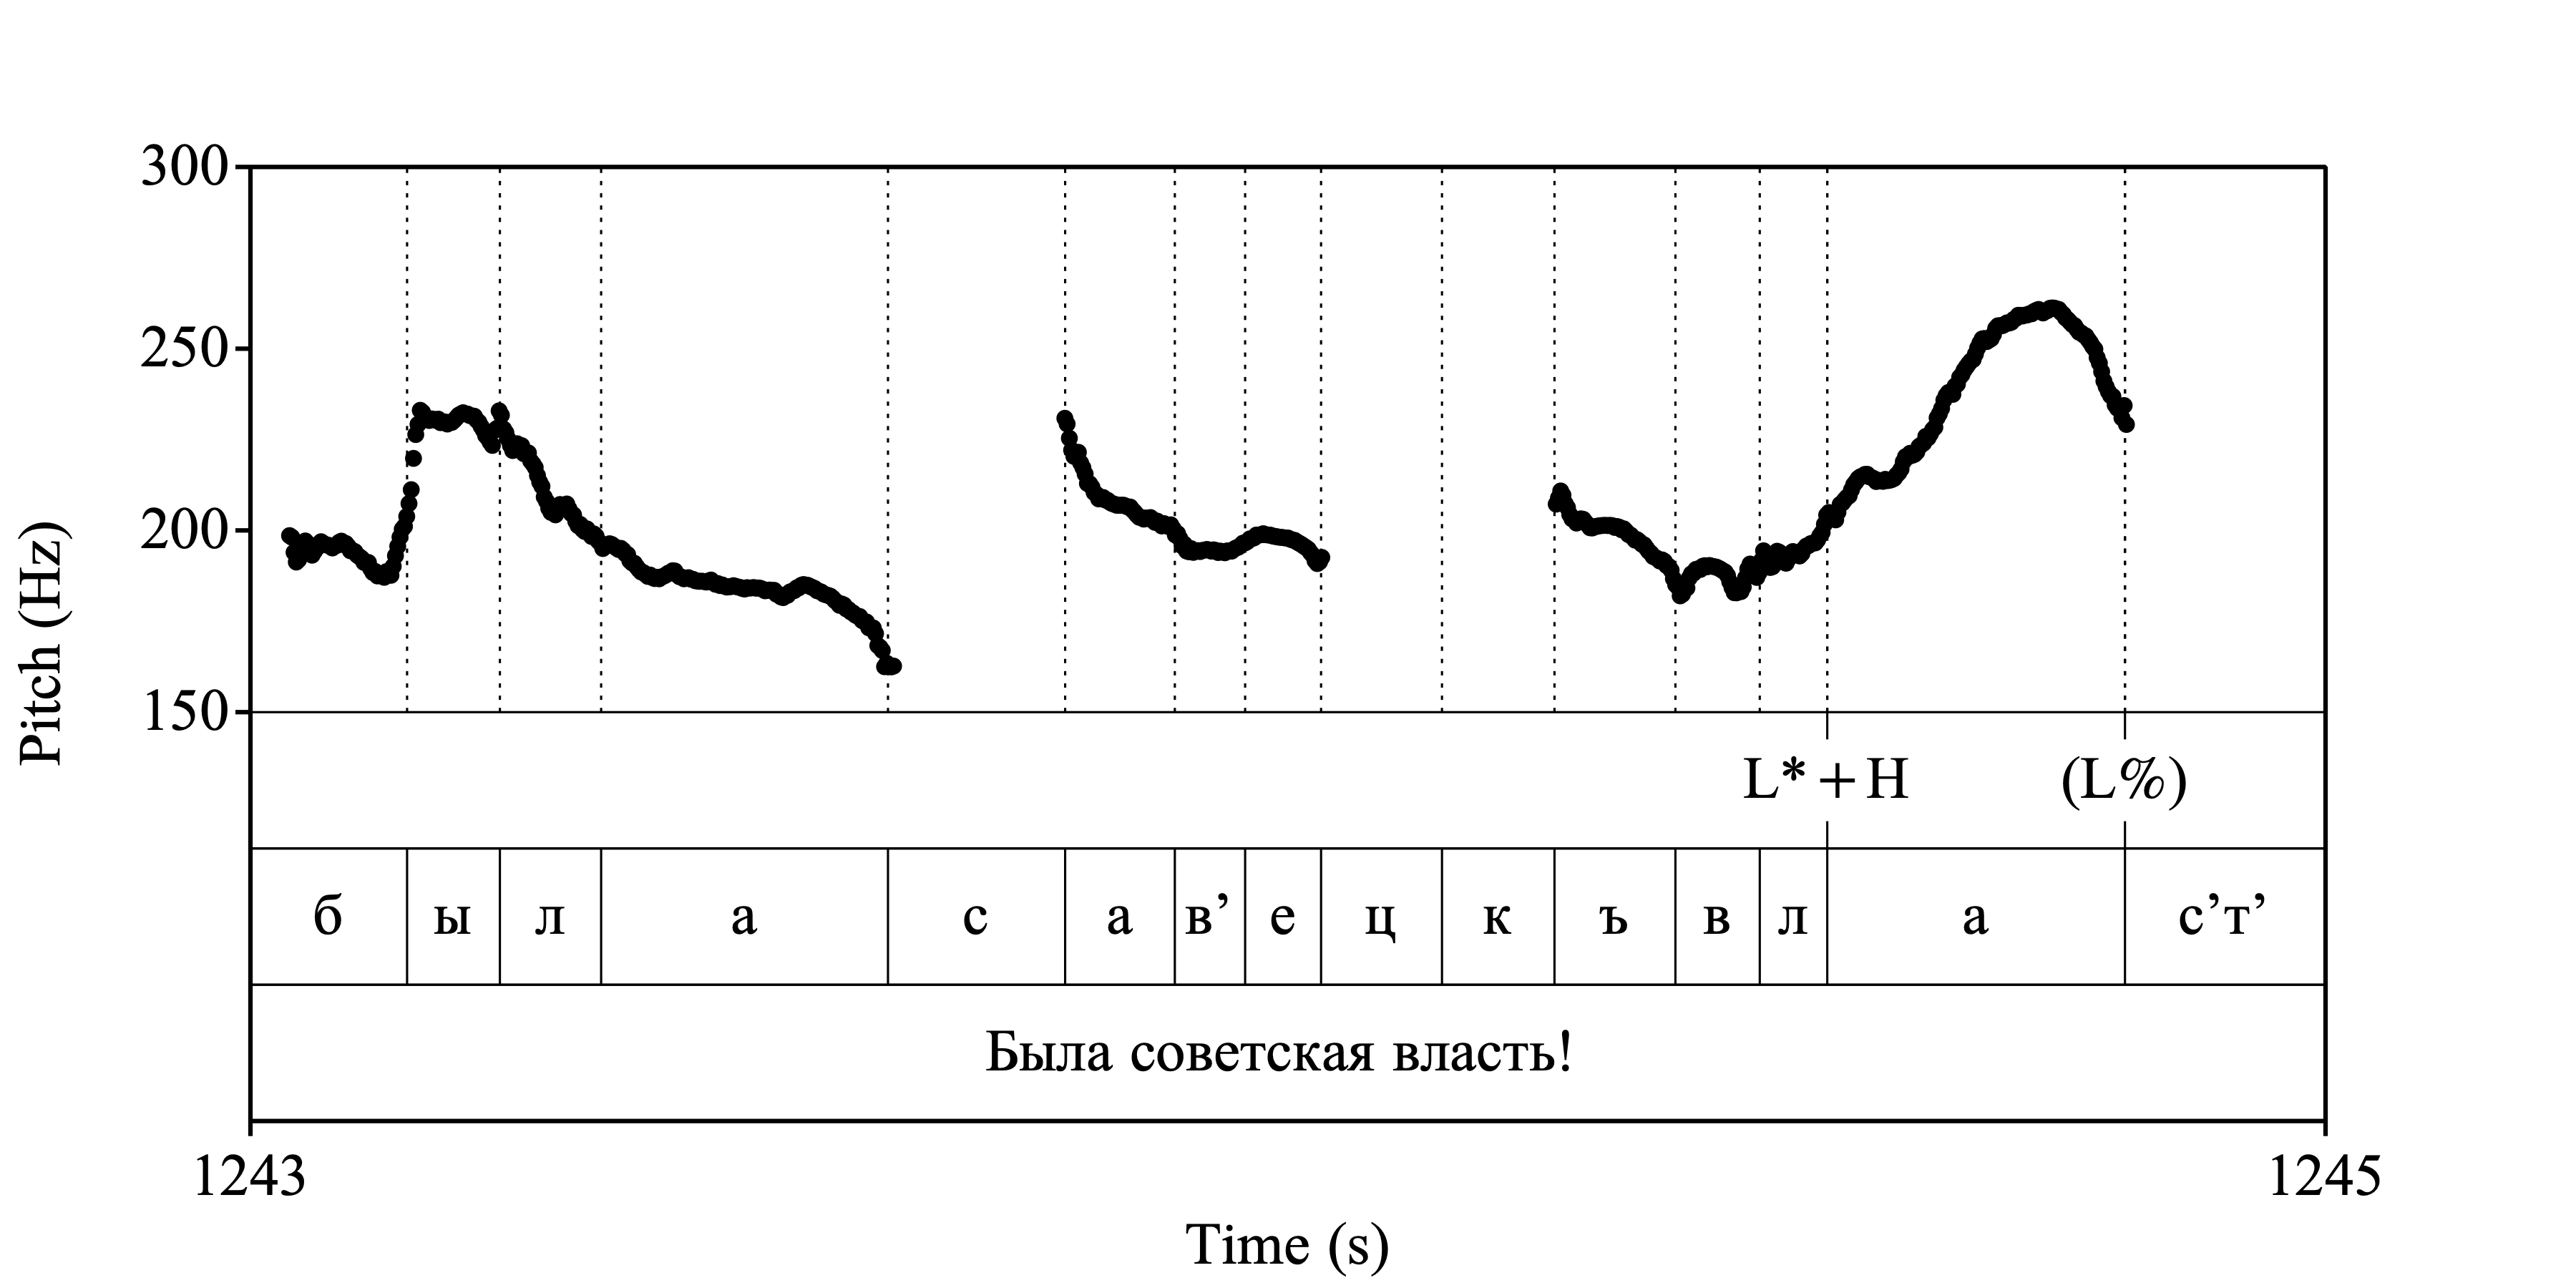 300
250
200
150
Pitch (Hz)
L* + H (L%)
б ы л а с а в’ е ц к ъ в л а с’т’
Была советская власть!
1243 1245
Time (s)